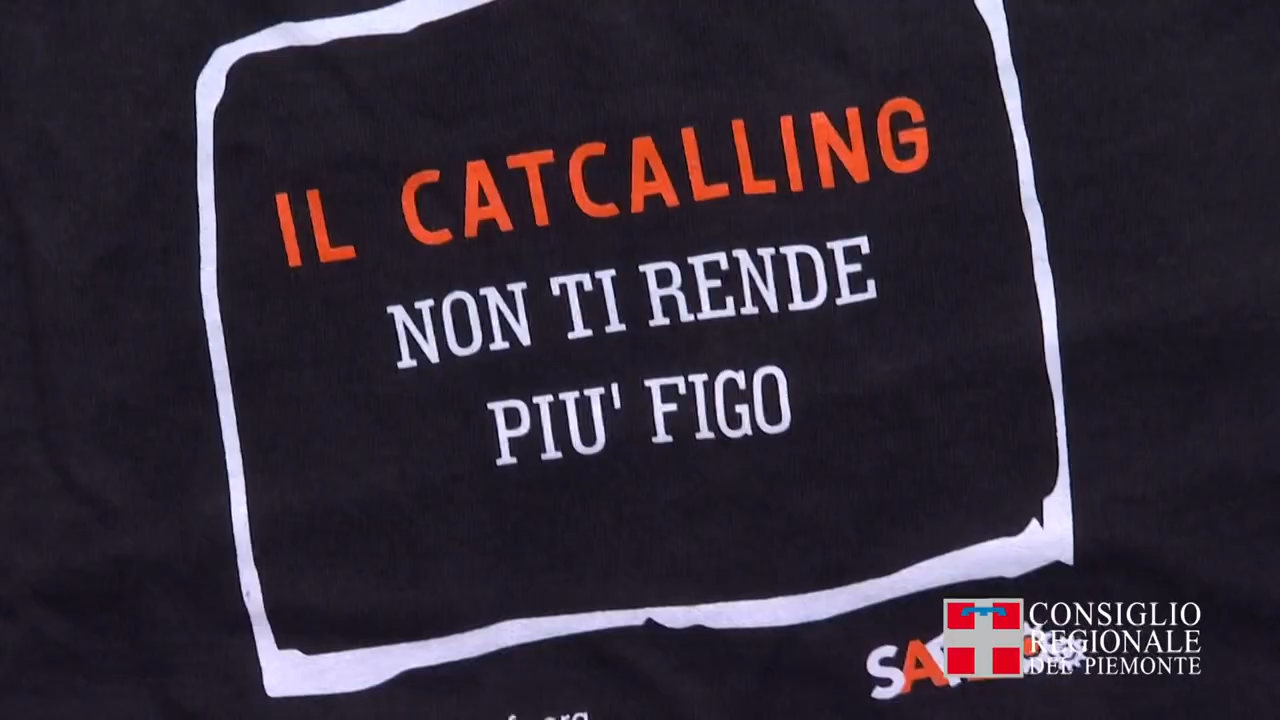 IL CATCALLING
NON TI RENDE
PIU' FIGO
CONSIGLIO
REGIONALE
DEL PIEMONTE